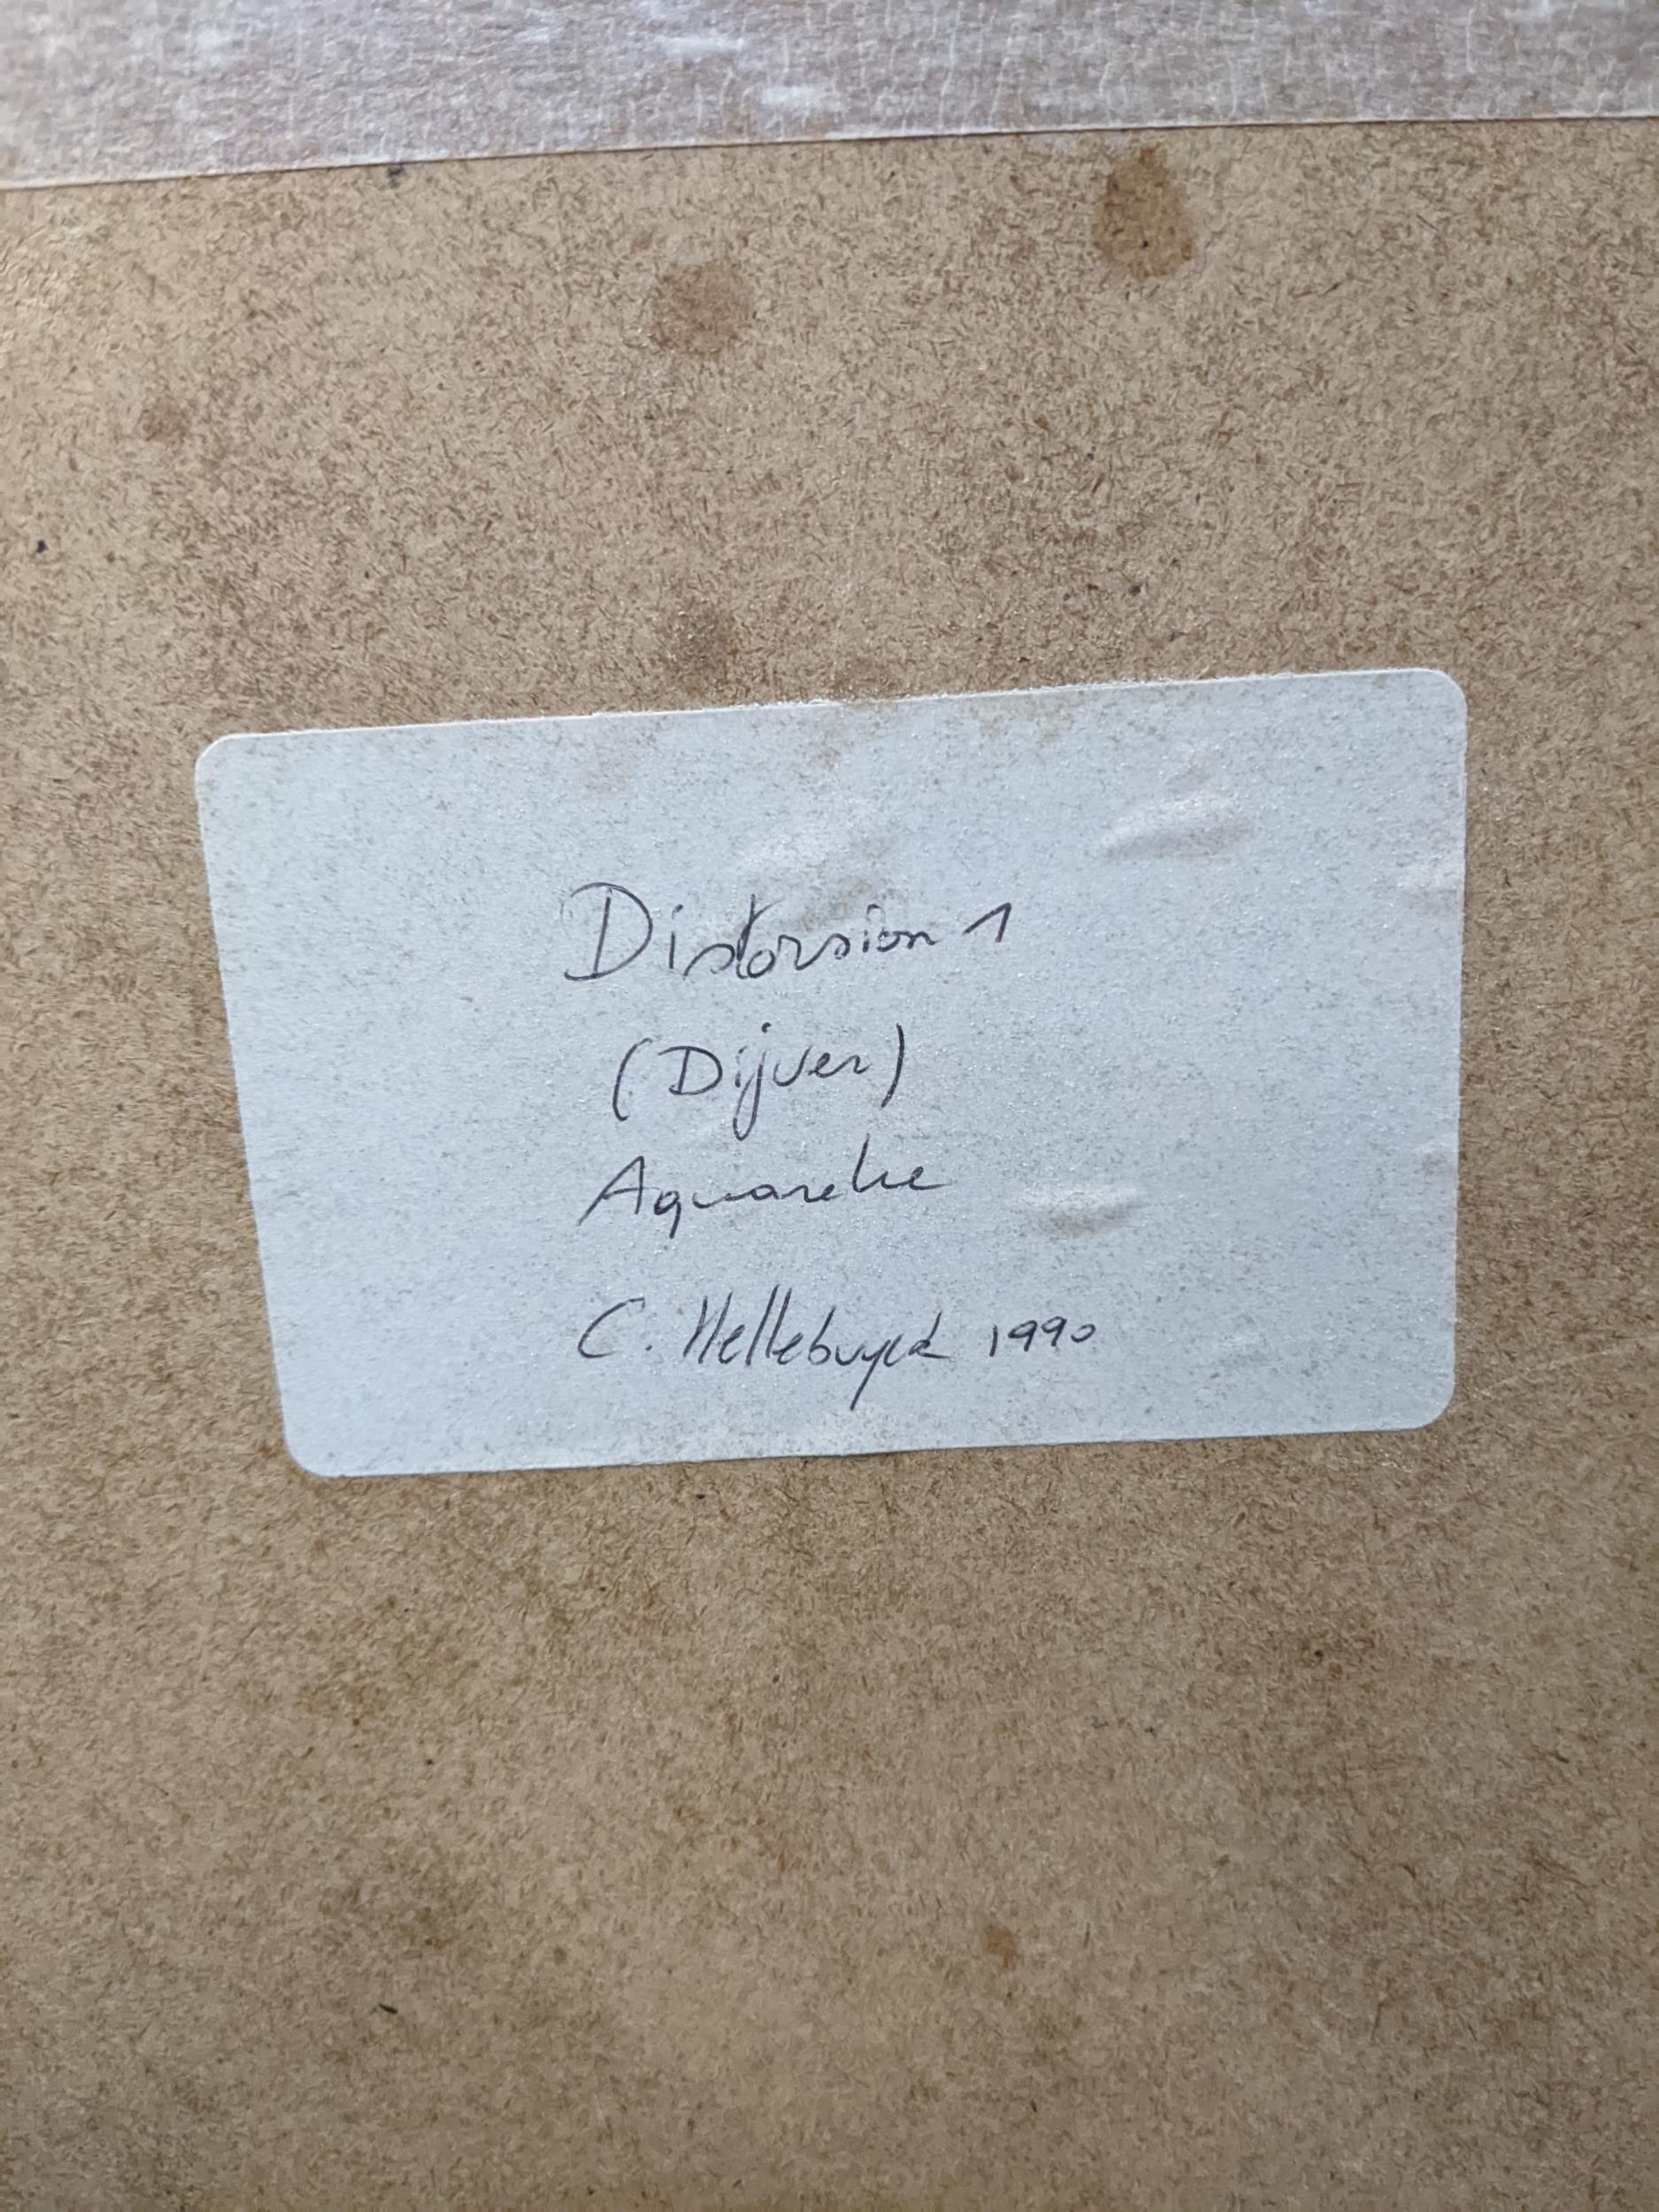 Distorsion 1
(Dijver)
Aquarelle
C. Hellebuyck 1990